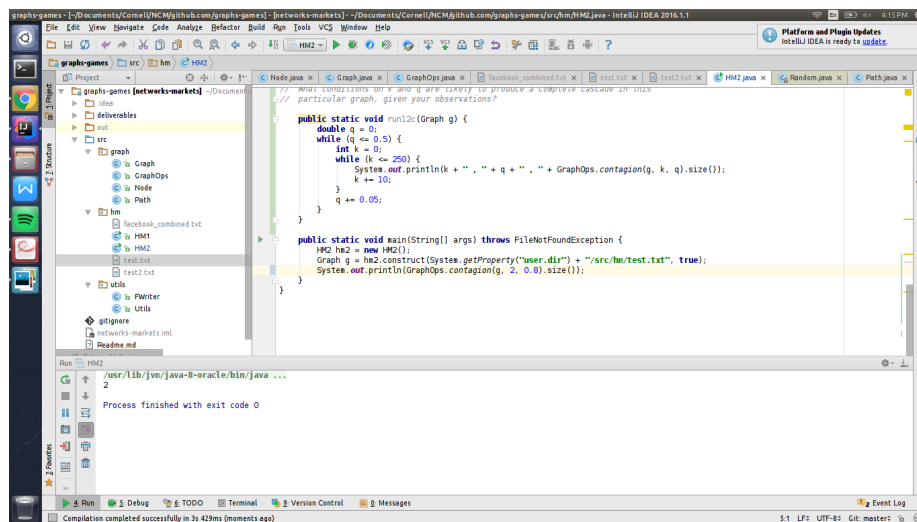 graphs-games - [~/Documents/Cornell/NCM/github.com/graphs-games] - [networks-markets] - ~/Documents/Cornell/NCM/github.com/graphs-games/src/hm/HM2.java - IntelliJ IDEA 2016.1.1
4:15 PM
File Edit View Navigate Code Analyze Refactor Build Run Tools VCS Window Help
Platform and Plugin Updates
IntelliJ IDEA is ready to update.
HM2
graphs-games src hm HM2
Project
Node.java Graph.java GraphOps.java facebook_combined.txt test.txt test2.txt HM2.java Random.java Path.java
1: Project
Z: Structure
2: Favorites
graphs-games [networks-markets] ~/Documents
.idea
deliverables
out
src
graph
Graph
GraphOps
Node
Path
hm
facebook_combined.txt
HM1
HM2
test.txt
test2.txt
utils
FWriter
Utils
.gitignore
networks-markets.iml
Readme.md
// What conditions on k and q are likely to produce a complete cascade in this
// particular graph, given your observations?
public static void run12c(Graph g) {
double q = 0;
while (q <= 0.5) {
int k = 0;
while (k <= 250) {
System.out.println(k + " , " + q + " , " + GraphOps.contagion(g, k, q).size());
k += 10;
}
q += 0.05;
}
}
public static void main(String[] args) throws FileNotFoundException {
HM2 hm2 = new HM2();
Graph g = hm2.construct(System.getProperty("user.dir") + "/src/hm/test.txt", true);
System.out.println(GraphOps.contagion(g, 2, 0.8).size());
}
}
Run HM2
/usr/lib/jvm/java-8-oracle/bin/java ...
2
Process finished with exit code 0
4: Run 5: Debug 6: TODO Terminal 9: Version Control 0: Messages
2 Event Log
Compilation completed successfully in 3s 429ms (moments ago)
5:1 LF UTF-8 Git: master